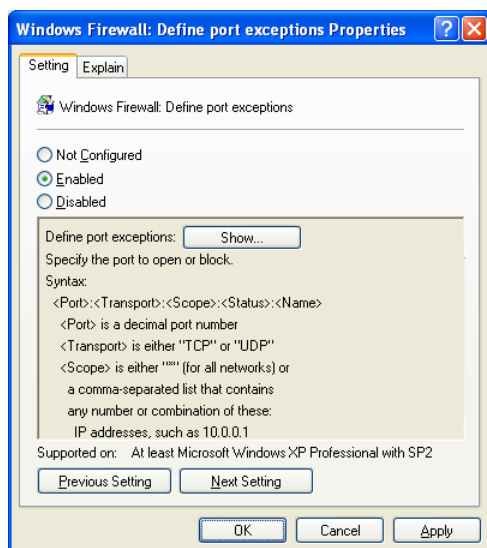 Windows Firewall: Define port exceptions Properties
Setting Explain
Windows Firewall: Define port exceptions
Not Configured
Enabled
Disabled
Define port exceptions: Show...
Specify the port to open or block.
Syntax:
<Port>:<Transport>:<Scope>:<Status>:<Name>
<Port> is a decimal port number
<Transport> is either "TCP" or "UDP"
<Scope> is either "*" (for all networks) or
a comma-separated list that contains
any number or combination of these:
IP addresses, such as 10.0.0.1
Supported on: At least Microsoft Windows XP Professional with SP2
Previous Setting Next Setting
OK Cancel Apply